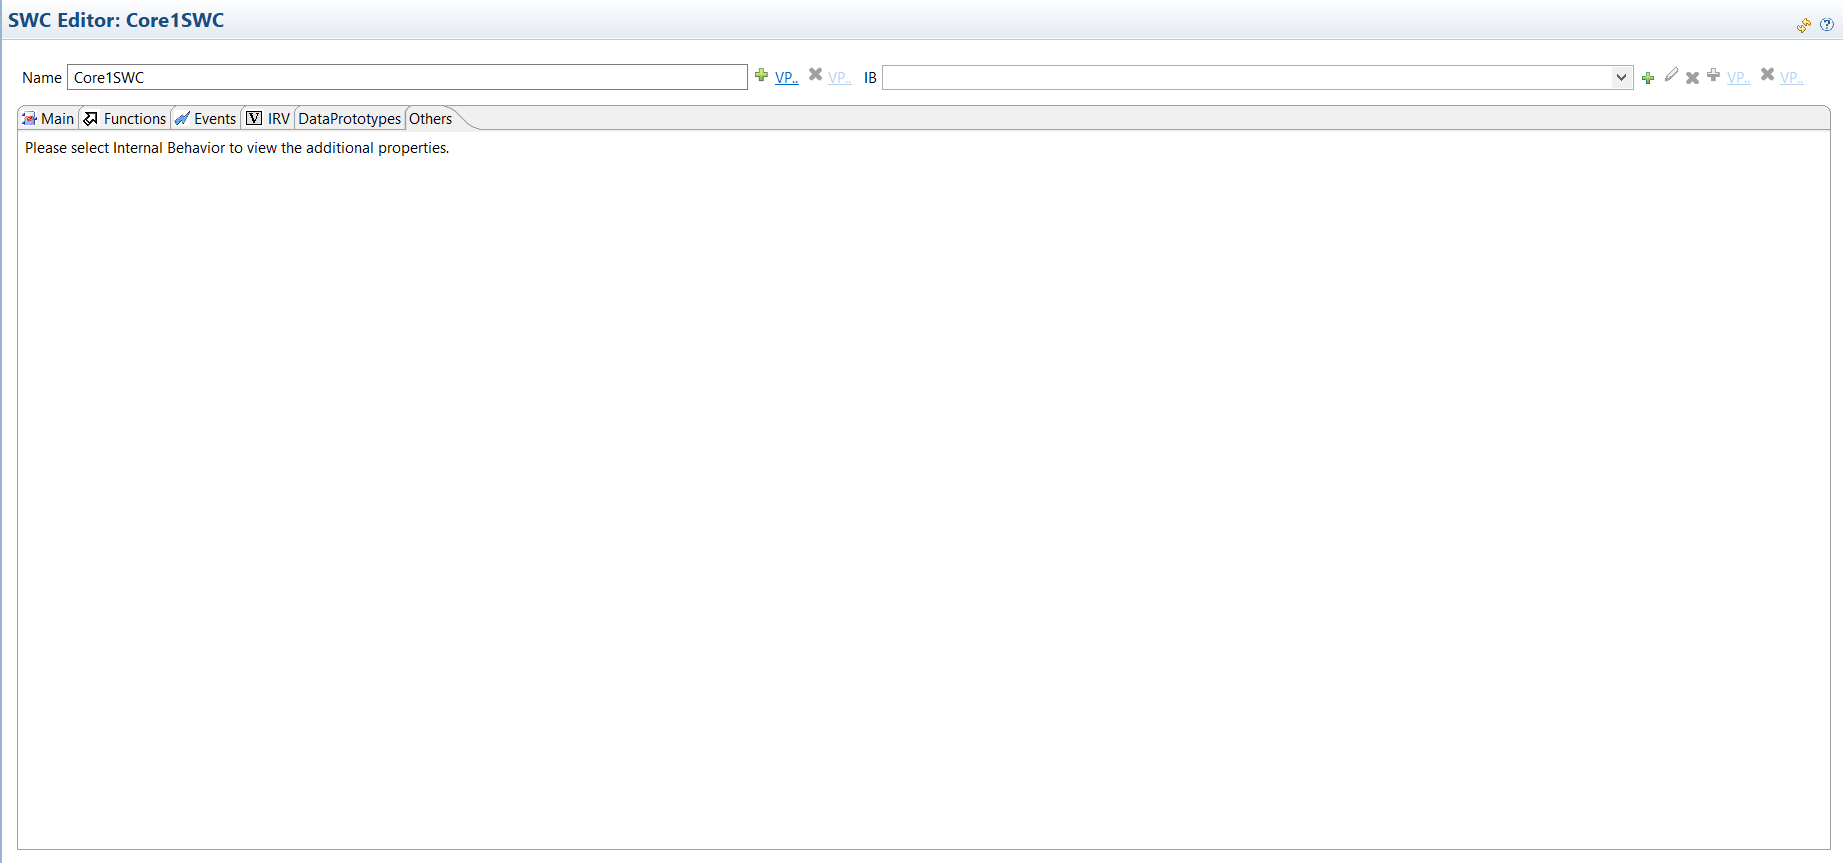 SWC Editor: Core1SWC
Name Core1SWC VP.. VP.. IB VP.. VP..
Main Functions Events V IRV DataPrototypes Others
Please select Internal Behavior to view the additional properties.